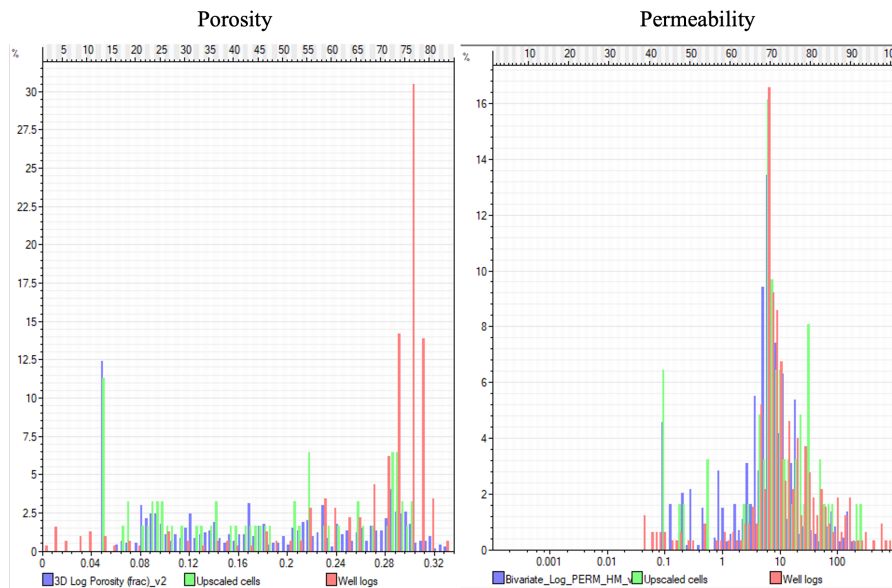 Porosity
Permeability
% 5 10 15 20 25 30 35 40 45 50 55 60 65 70 75 80
% 10 20 30 40 50 60 70 80 90
30
27.5
25
22.5
20
17.5
15
12.5
10
7.5
5
2.5
0
16
14
12
10
8
6
4
2
0
0 0.04 0.08 0.12 0.16 0.2 0.24 0.28 0.32
0.001 0.01 0.1 1 10 100
3D Log Porosity (frac)_v2 Upscaled cells Well logs
Bivariate_Log_PERM_HM_v Upscaled cells Well logs